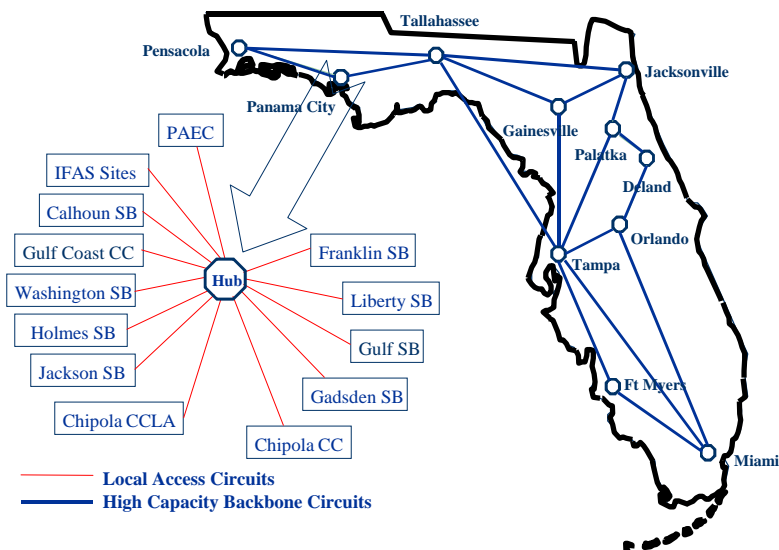 Tallahassee
Pensacola
Jacksonville
Panama City
Gainesville
PAEC
Palatka
IFAS Sites
Deland
Calhoun SB
Orlando
Gulf Coast CC
Franklin SB
Tampa
Hub
Washington SB
Liberty SB
Holmes SB
Gulf SB
Jackson SB
Ft Myers
Gadsden SB
Chipola CCLA
Chipola CC
Miami
Local Access Circuits
High Capacity Backbone Circuits